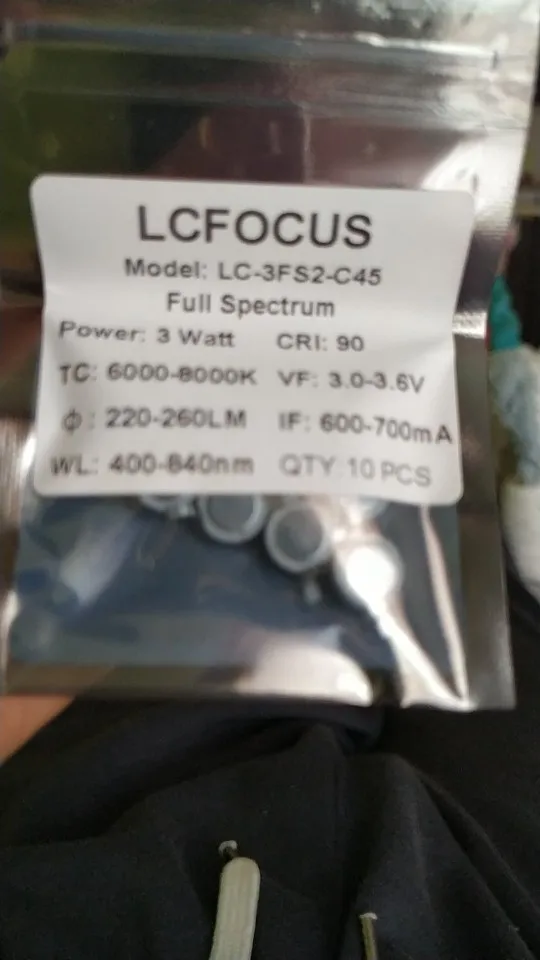 LCFOCUS
Model: LC-3FS2-C45
Full Spectrum
Power: 3 Watt CRI: 90
TC: 6000-8000K VF: 3.0-3.6V
Φ: 220-260LM IF: 600-700mA
WL: 400-840nm QTY 10 PCS